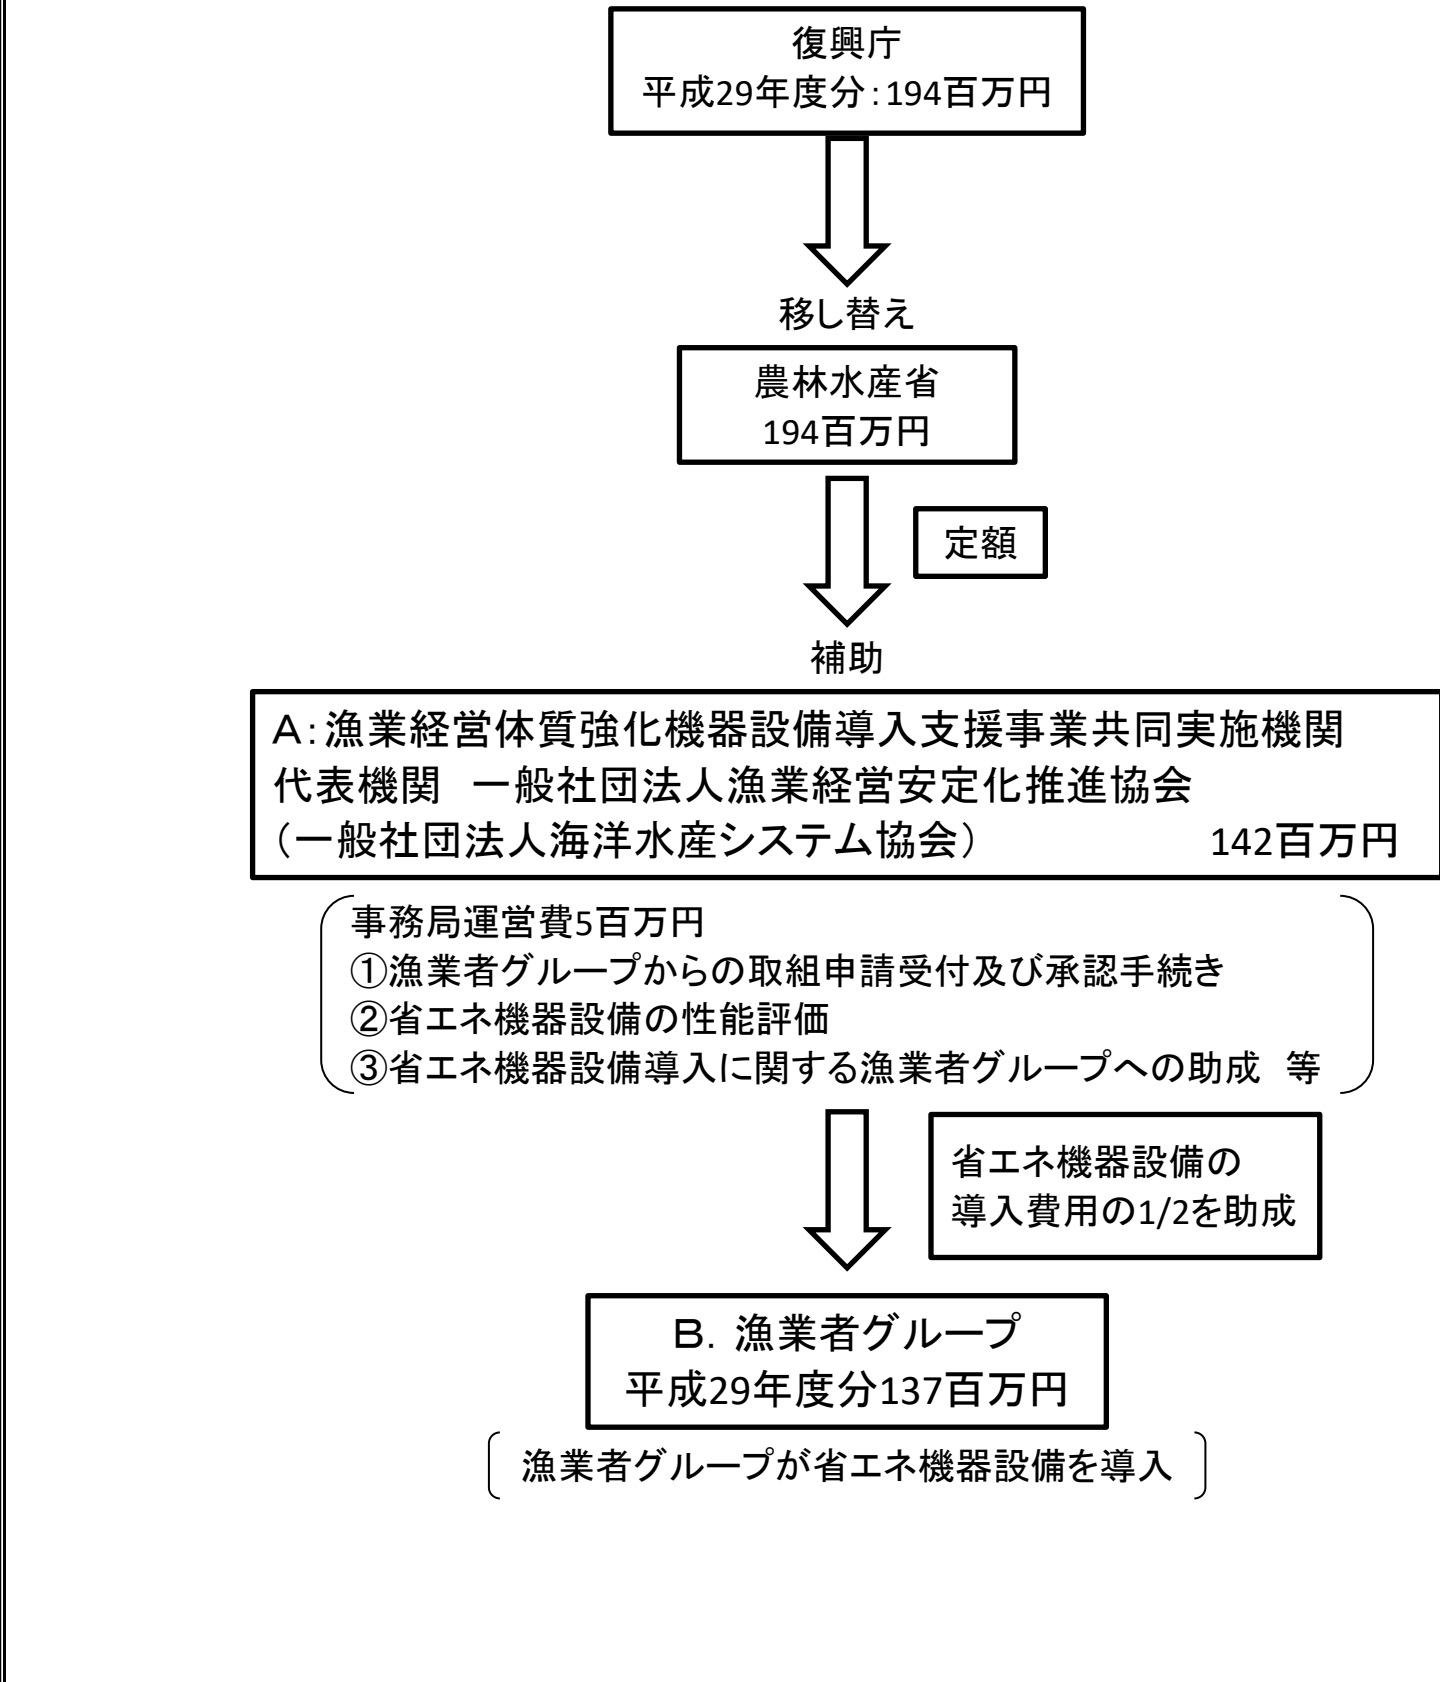 復興庁
平成29年度分：194百万円
移し替え
農林水産省
194百万円
定額
補助
Ａ：漁業経営体質強化機器設備導入支援事業共同実施機関
代表機関　一般社団法人漁業経営安定化推進協会
（一般社団法人海洋水産システム協会）　　　　　142百万円
事務局運営費5百万円
①漁業者グループからの取組申請受付及び承認手続き
②省エネ機器設備の性能評価
③省エネ機器設備導入に関する漁業者グループへの助成　等
省エネ機器設備の
導入費用の1/2を助成
Ｂ．漁業者グループ
平成29年度分137百万円
漁業者グループが省エネ機器設備を導入